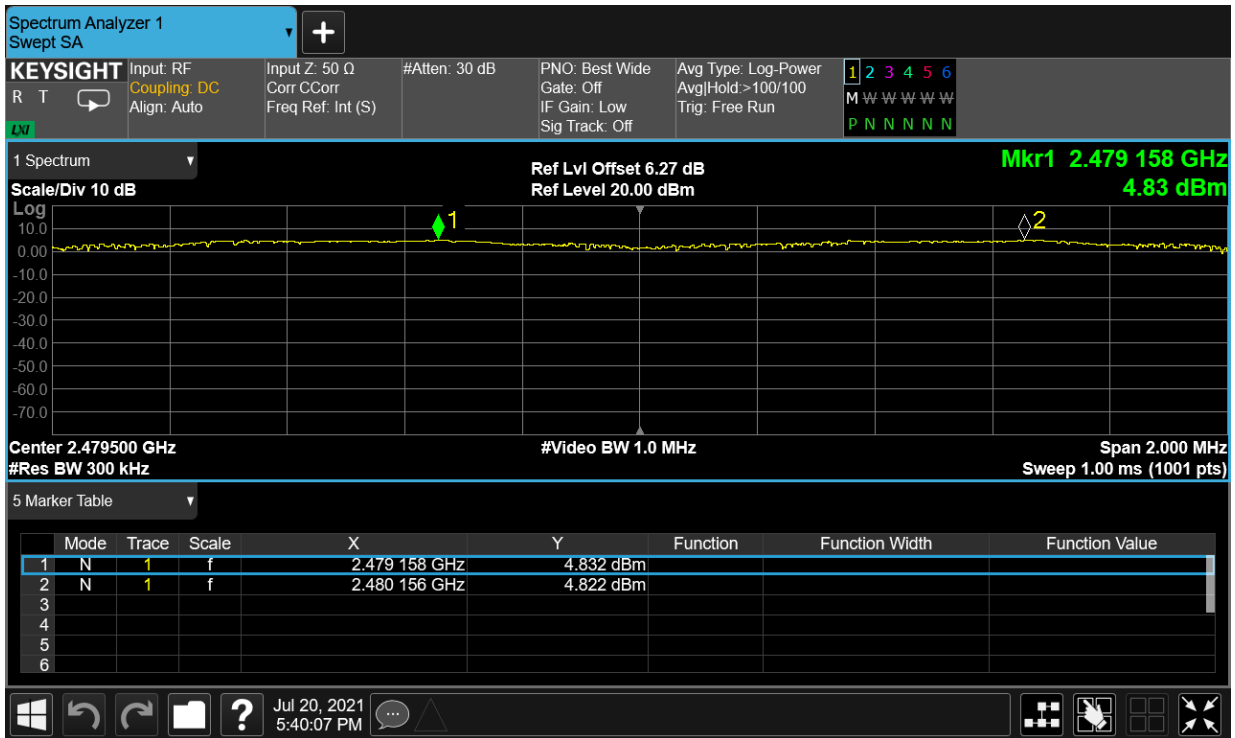 Spectrum Analyzer 1
Swept SA
+
KEYSIGHT
R T
LXI
Input: RF
Coupling: DC
Align: Auto
Input Z: 50 Ω
Corr CCorr
Freq Ref: Int (S)
#Atten: 30 dB
PNO: Best Wide
Gate: Off
IF Gain: Low
Sig Track: Off
Avg Type: Log-Power
Avg|Hold:>100/100
Trig: Free Run
1 2 3 4 5 6
M W W W W W
P N N N N N
1 Spectrum
Scale/Div 10 dB
Ref Lvl Offset 6.27 dB
Ref Level 20.00 dBm
Mkr1 2.479 158 GHz
4.83 dBm
Log
1
2
10.0
0.00
-10.0
-20.0
-30.0
-40.0
-50.0
-60.0
-70.0
Center 2.479500 GHz
#Res BW 300 kHz
#Video BW 1.0 MHz
Span 2.000 MHz
Sweep 1.00 ms (1001 pts)
5 Marker Table
Mode Trace Scale X Y Function Function Width Function Value
1 N 1 f 2.479 158 GHz 4.832 dBm
2 N 1 f 2.480 156 GHz 4.822 dBm
3
4
5
6
?
Jul 20, 2021
5:40:07 PM